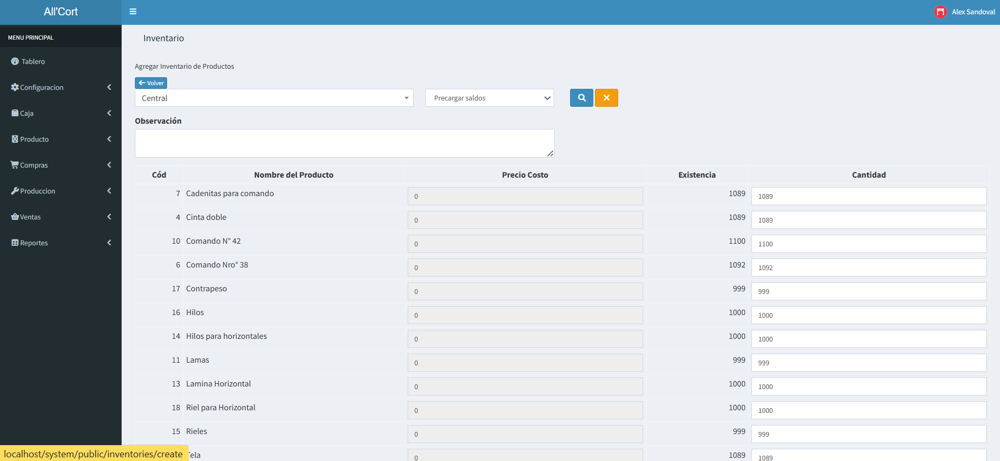 All'Cort
Alex Sandoval
MENU PRINCIPAL
Tablero
Configuracion
Caja
Producto
Compras
Produccion
Ventas
Reportes
Inventario
Agregar Inventario de Productos
Volver
Central
Precargar saldos
Observación
Cód Nombre del Producto Precio Costo Existencia Cantidad
7 Cadenitas para comando 0 1089 1089
4 Cinta doble 0 1089 1089
10 Comando N° 42 0 1100 1100
6 Comando Nro° 38 0 1092 1092
17 Contrapeso 0 999 999
16 Hilos 0 1000 1000
14 Hilos para horizontales 0 1000 1000
11 Lamas 0 999 999
13 Lamina Horizontal 0 1000 1000
18 Riel para Horizontal 0 1000 1000
15 Rieles 0 999 999
Tela 0 1089 1089
localhost/system/public/inventories/create